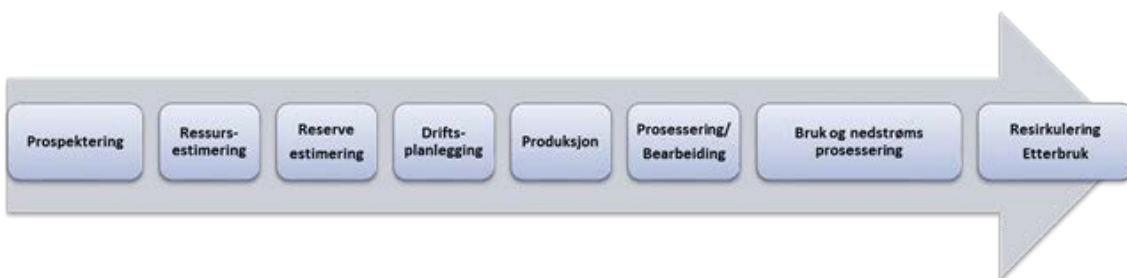 Prospektering
Ressurs-
estimering
Reserve
estimering
Drifts-
planlegging
Produksjon
Prosessering/
Bearbeiding
Bruk og nedstrøms
prosessering
Resirkulering
Etterbruk